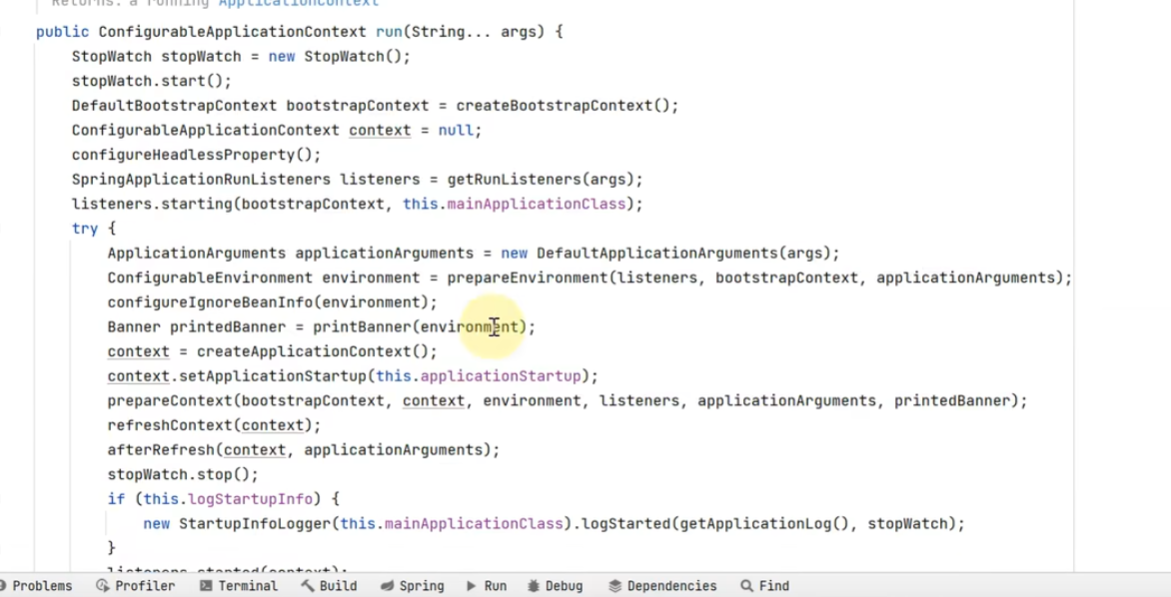 Returns: a running ApplicationContext
public ConfigurableApplicationContext run(String... args) {
StopWatch stopWatch = new StopWatch();
stopWatch.start();
DefaultBootstrapContext bootstrapContext = createBootstrapContext();
ConfigurableApplicationContext context = null;
configureHeadlessProperty();
SpringApplicationRunListeners listeners = getRunListeners(args);
listeners.starting(bootstrapContext, this.mainApplicationClass);
try {
ApplicationArguments applicationArguments = new DefaultApplicationArguments(args);
ConfigurableEnvironment environment = prepareEnvironment(listeners, bootstrapContext, applicationArguments);
configureIgnoreBeanInfo(environment);
Banner printedBanner = printBanner(environment);
context = createApplicationContext();
context.setApplicationStartup(this.applicationStartup);
prepareContext(bootstrapContext, context, environment, listeners, applicationArguments, printedBanner);
refreshContext(context);
afterRefresh(context, applicationArguments);
stopWatch.stop();
if (this.logStartupInfo) {
new StartupInfoLogger(this.mainApplicationClass).logStarted(getApplicationLog(), stopWatch);
}
listeners.started(context);
Problems Profiler Terminal Build Spring Run Debug Dependencies Find